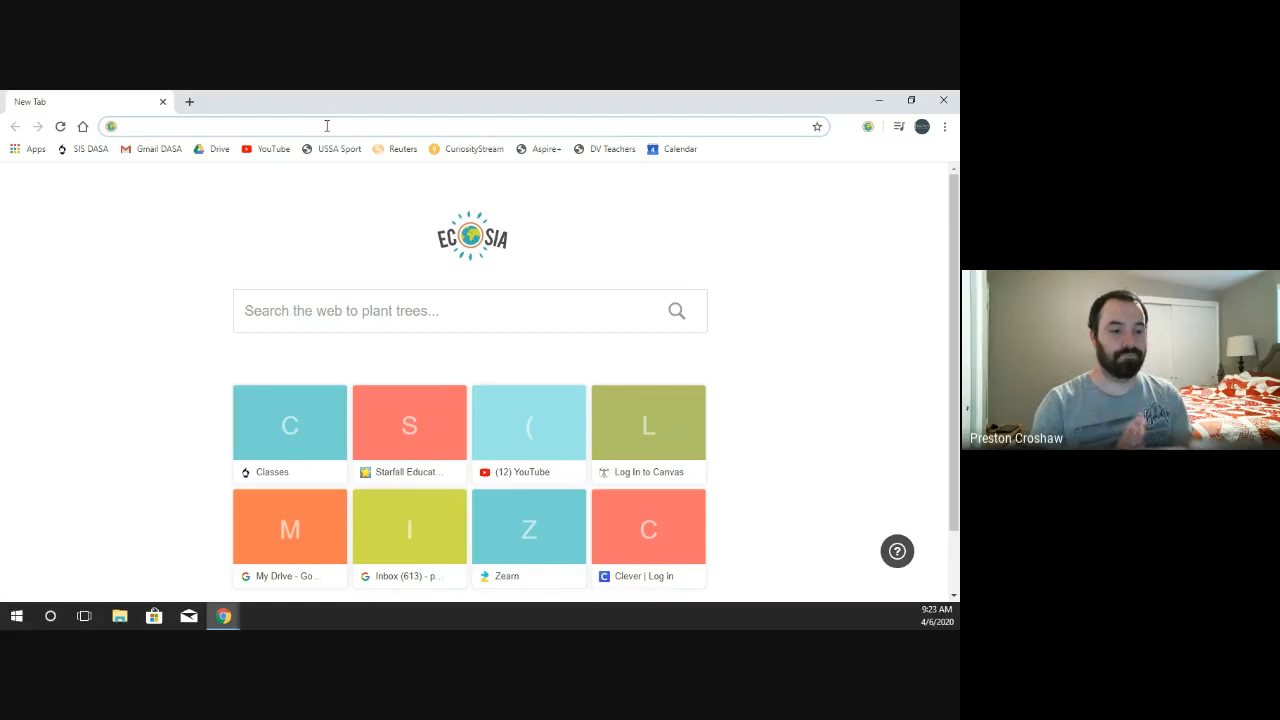 New Tab
Apps SIS DASA Gmail DASA Drive YouTube USSA Sport Reuters CuriosityStream Aspire+ DV Teachers Calendar
ECOSIA
Search the web to plant trees...
C S ( L
Classes Starfall Educat... (12) YouTube Log In to Canvas
M I Z C
My Drive - Go... Inbox (613) - p... Zearn Clever | Log in
Preston Croshaw
9:23 AM
4/6/2020